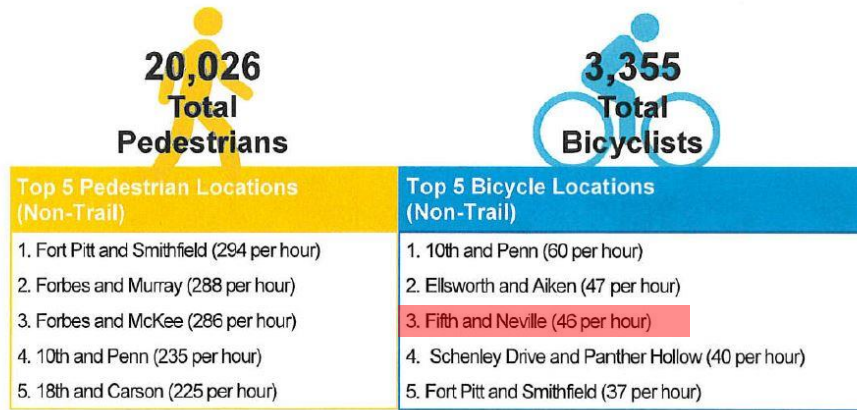 20,026
Total
Pedestrians
3,355
Total
Bicyclists
Top 5 Pedestrian Locations
(Non-Trail)
1. Fort Pitt and Smithfield (294 per hour)
2. Forbes and Murray (288 per hour)
3. Forbes and McKee (286 per hour)
4. 10th and Penn (235 per hour)
5. 18th and Carson (225 per hour)
Top 5 Bicycle Locations
(Non-Trail)
1. 10th and Penn (60 per hour)
2. Ellsworth and Aiken (47 per hour)
3. Fifth and Neville (46 per hour)
4. Schenley Drive and Panther Hollow (40 per hour)
5. Fort Pitt and Smithfield (37 per hour)